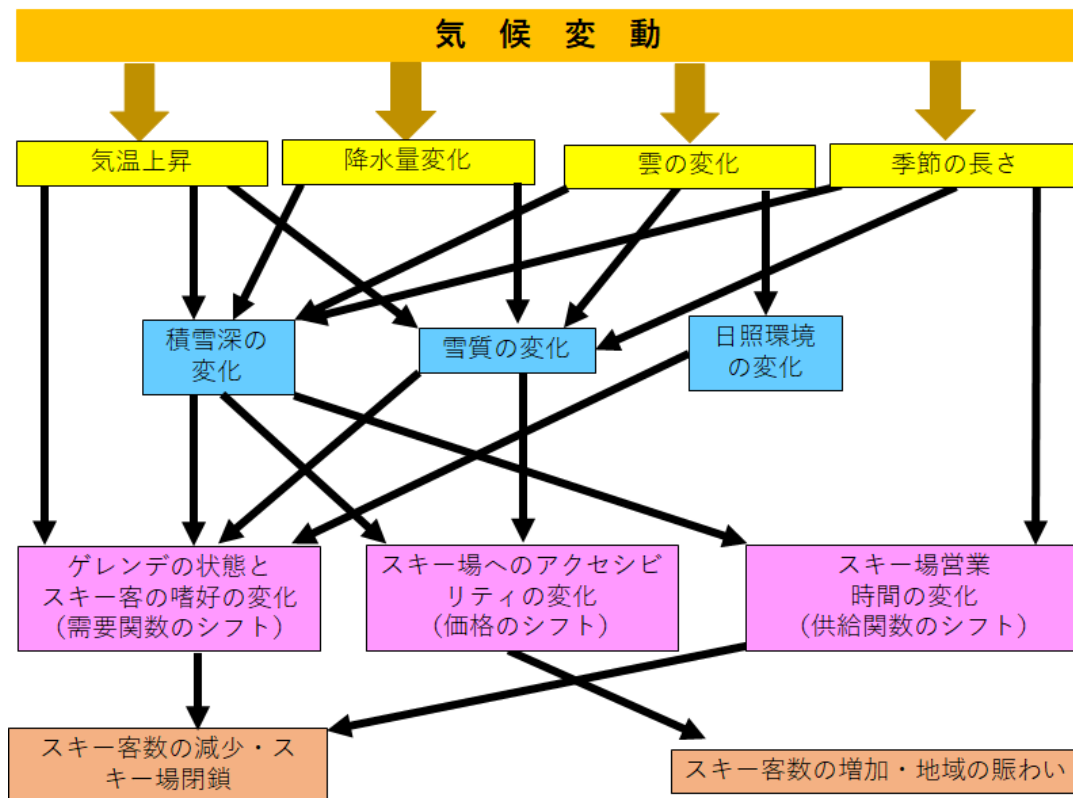 気候変動
気温上昇
降水量変化
雲の変化
季節の長さ
積雪深の
変化
雪質の変化
日照環境
の変化
ゲレンデの状態と
スキー客の嗜好の変化
(需要関数のシフト)
スキー場へのアクセシビ
リティの変化
(価格のシフト)
スキー場営業
時間の変化
(供給関数のシフト)
スキー客数の減少・ス
キー場閉鎖
スキー客数の増加・地域の賑わい